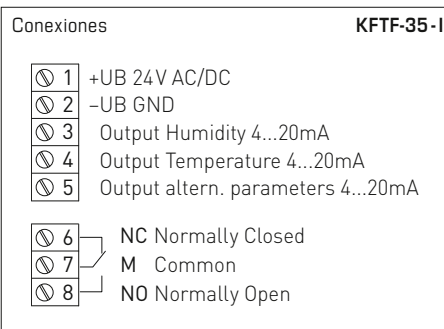 Conexiones KFTF-35-I
1 +UB 24V AC/DC
2 –UB GND
3 Output Humidity 4...20mA
4 Output Temperature 4...20mA
5 Output altern. parameters 4...20mA
6 NC Normally Closed
7 M Common
8 NO Normally Open